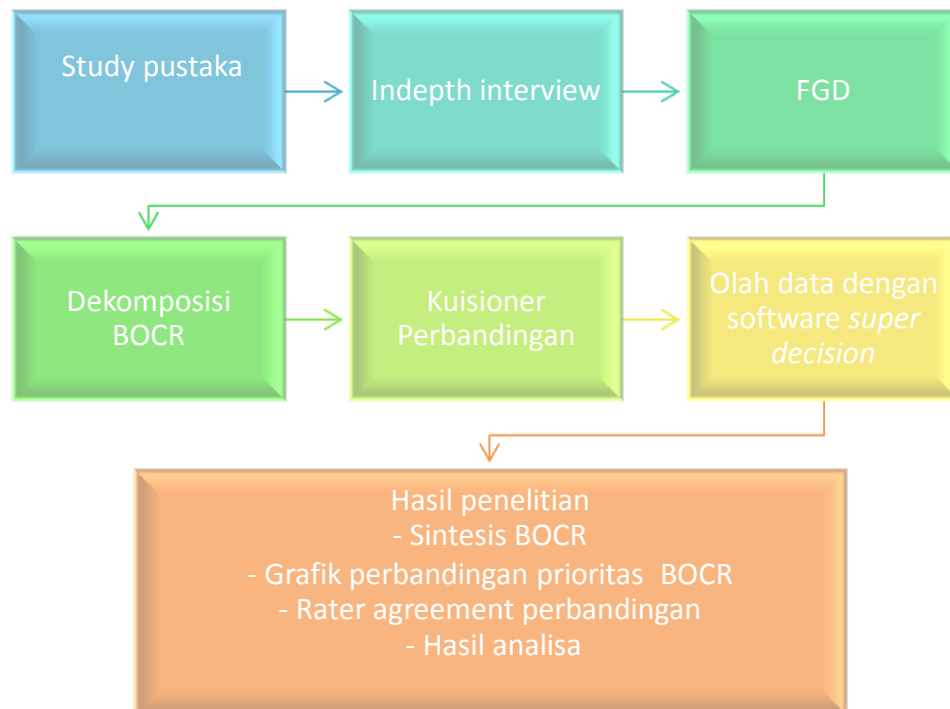 Study pustaka
Indepth interview
FGD
Dekomposisi
BOCR
Kuisioner
Perbandingan
Olah data dengan
software super
decision
Hasil penelitian
- Sintesis BOCR
- Grafik perbandingan prioritas  BOCR
- Rater agreement perbandingan
- Hasil analisa